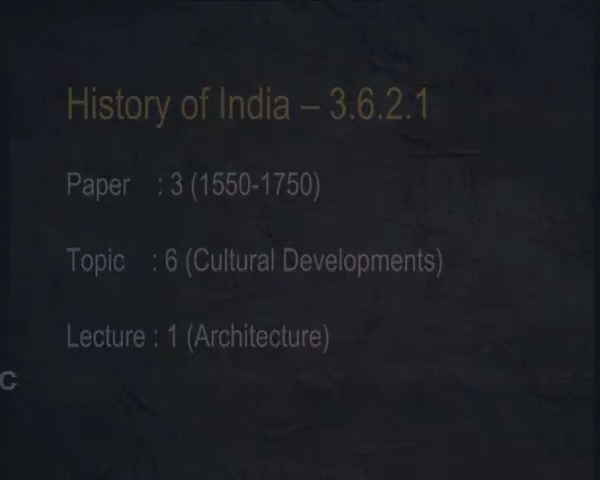 History of India – 3.6.2.1
Paper : 3 (1550-1750)
Topic : 6 (Cultural Developments)
Lecture : 1 (Architecture)
C